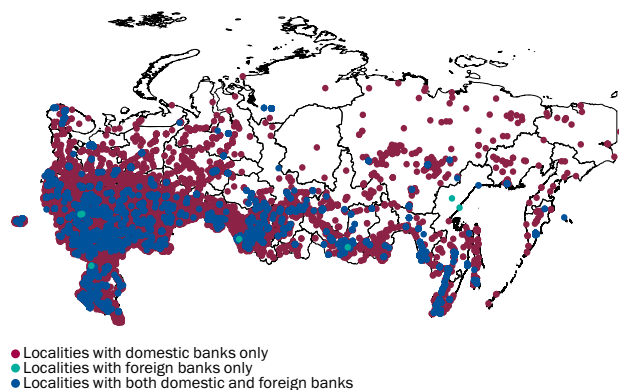 Localities with domestic banks only
Localities with foreign banks only
Localities with both domestic and foreign banks